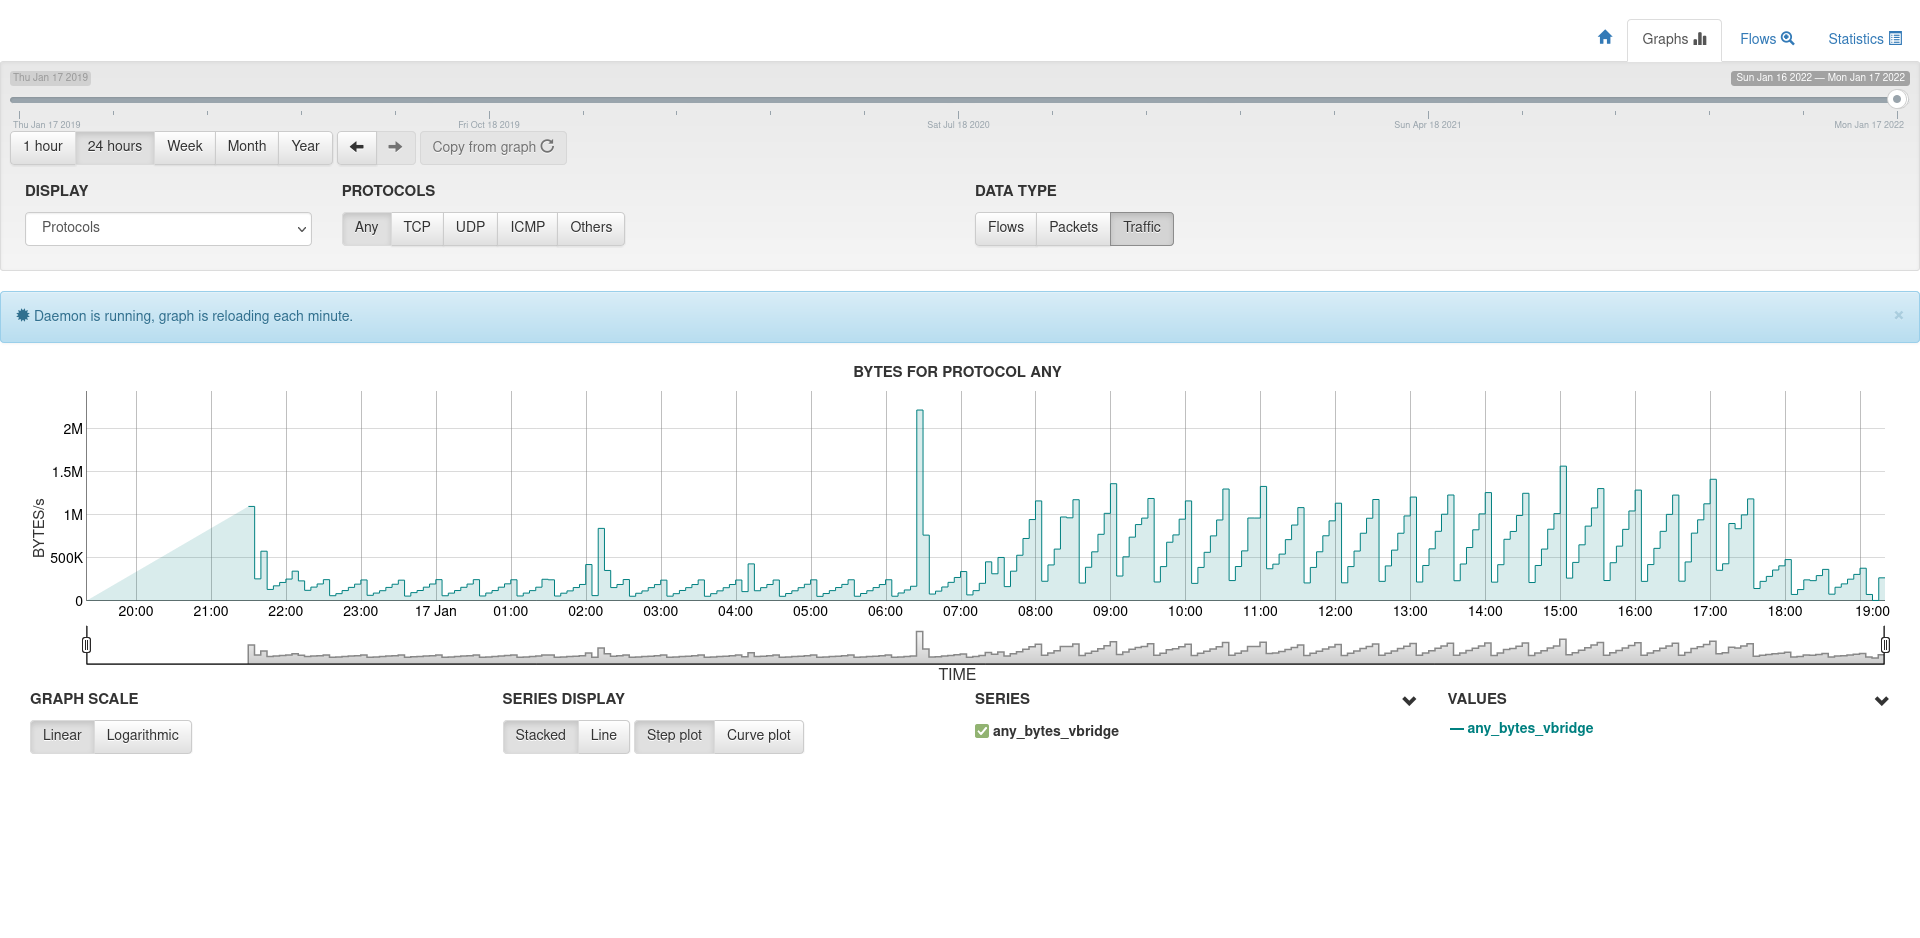 Graphs
Flows
Statistics
Thu Jan 17 2019
Sun Jan 16 2022 — Mon Jan 17 2022
Thu Jan 17 2019
Fri Oct 18 2019
Sat Jul 18 2020
Sun Apr 18 2021
Mon Jan 17 2022
1 hour
24 hours
Week
Month
Year
Copy from graph
DISPLAY
PROTOCOLS
DATA TYPE
Protocols
Any
TCP
UDP
ICMP
Others
Flows
Packets
Traffic
Daemon is running, graph is reloading each minute.
×
BYTES FOR PROTOCOL ANY
BYTES/s
2M
1.5M
1M
500K
0
20:00
21:00
22:00
23:00
17 Jan
01:00
02:00
03:00
04:00
05:00
06:00
07:00
08:00
09:00
10:00
11:00
12:00
13:00
14:00
15:00
16:00
17:00
18:00
19:00
TIME
GRAPH SCALE
SERIES DISPLAY
SERIES
VALUES
Linear
Logarithmic
Stacked
Line
Step plot
Curve plot
any_bytes_vbridge
any_bytes_vbridge